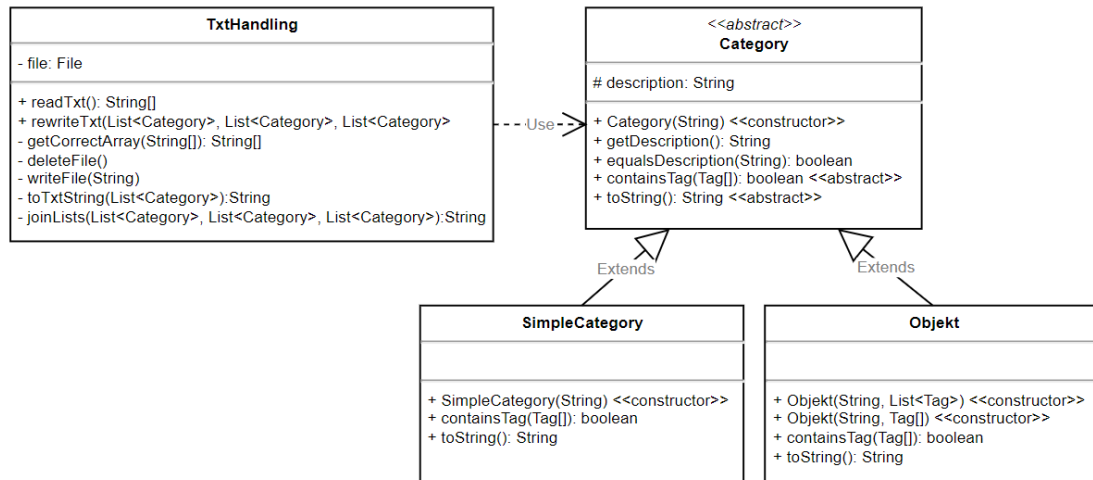 TxtHandling
- file: File
+ readTxt(): String[]
+ rewriteTxt(List<Category>, List<Category>, List<Category>
- getCorrectArray(String[]): String[]
- deleteFile()
- writeFile(String)
- toTxtString(List<Category>):String
- joinLists(List<Category>, List<Category>, List<Category>):String
Use
<<abstract>>
Category
# description: String
+ Category(String) <<constructor>>
+ getDescription(): String
+ equalsDescription(String): boolean
+ containsTag(Tag[]): boolean <<abstract>>
+ toString(): String <<abstract>>
Extends
Extends
SimpleCategory
+ SimpleCategory(String) <<constructor>>
+ containsTag(Tag[]): boolean
+ toString(): String
Objekt
+ Objekt(String, List<Tag>) <<constructor>>
+ Objekt(String, Tag[]) <<constructor>>
+ containsTag(Tag[]): boolean
+ toString(): String